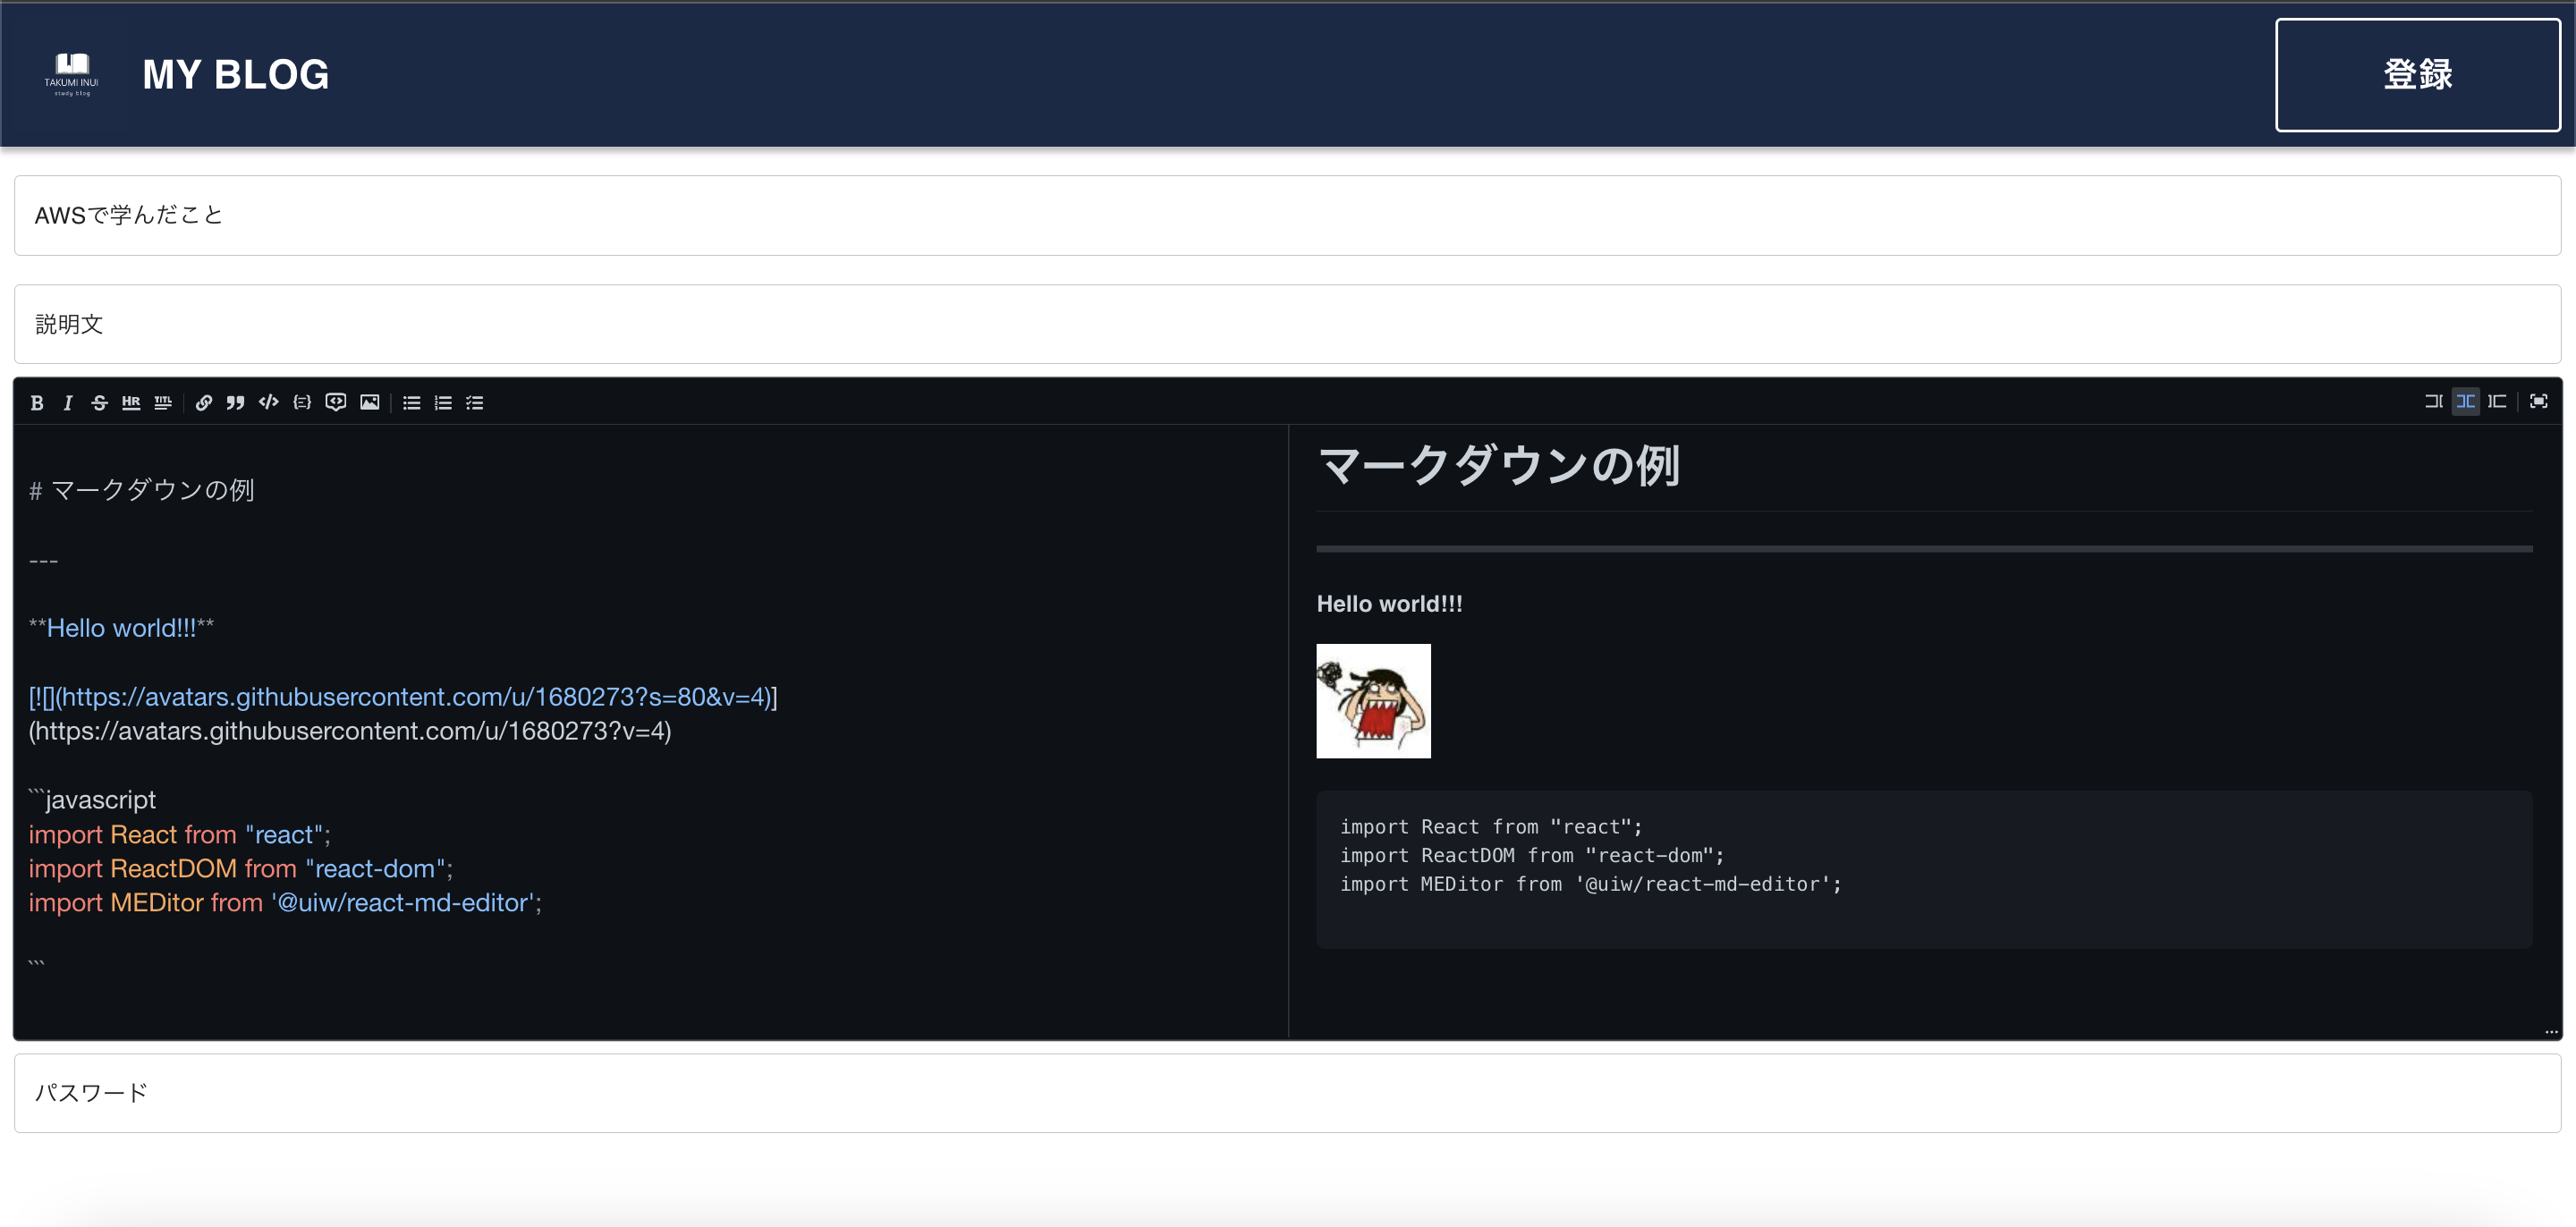 TAKUMI INUI
study blog
MY BLOG
登録
AWSで学んだこと
説明文
B I S HR TITL
# マークダウンの例
---
**Hello world!!!**
[![](https://avatars.githubusercontent.com/u/1680273?s=80&v=4)]
(https://avatars.githubusercontent.com/u/1680273?v=4)
```javascript
import React from "react";
import ReactDOM from "react-dom";
import MEDitor from '@uiw/react-md-editor';
```
マークダウンの例
Hello world!!!
import React from "react";
import ReactDOM from "react-dom";
import MEDitor from '@uiw/react-md-editor';
パスワード